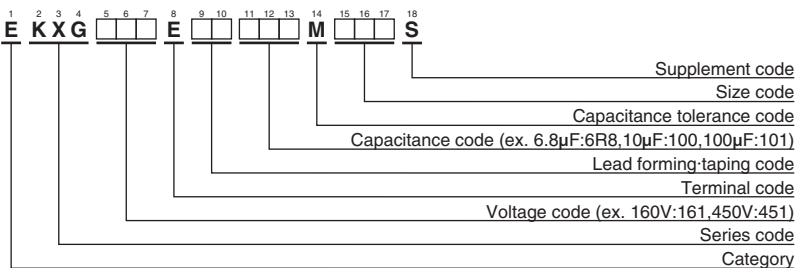 1 2 3 4 5 6 7 8 9 10 11 12 13 14 15 16 17 18
E K X G E M S
Supplement code
Size code
Capacitance tolerance code
Capacitance code (ex. 6.8μF:6R8,10μF:100,100μF:101)
Lead forming·taping code
Terminal code
Voltage code (ex. 160V:161,450V:451)
Series code
Category